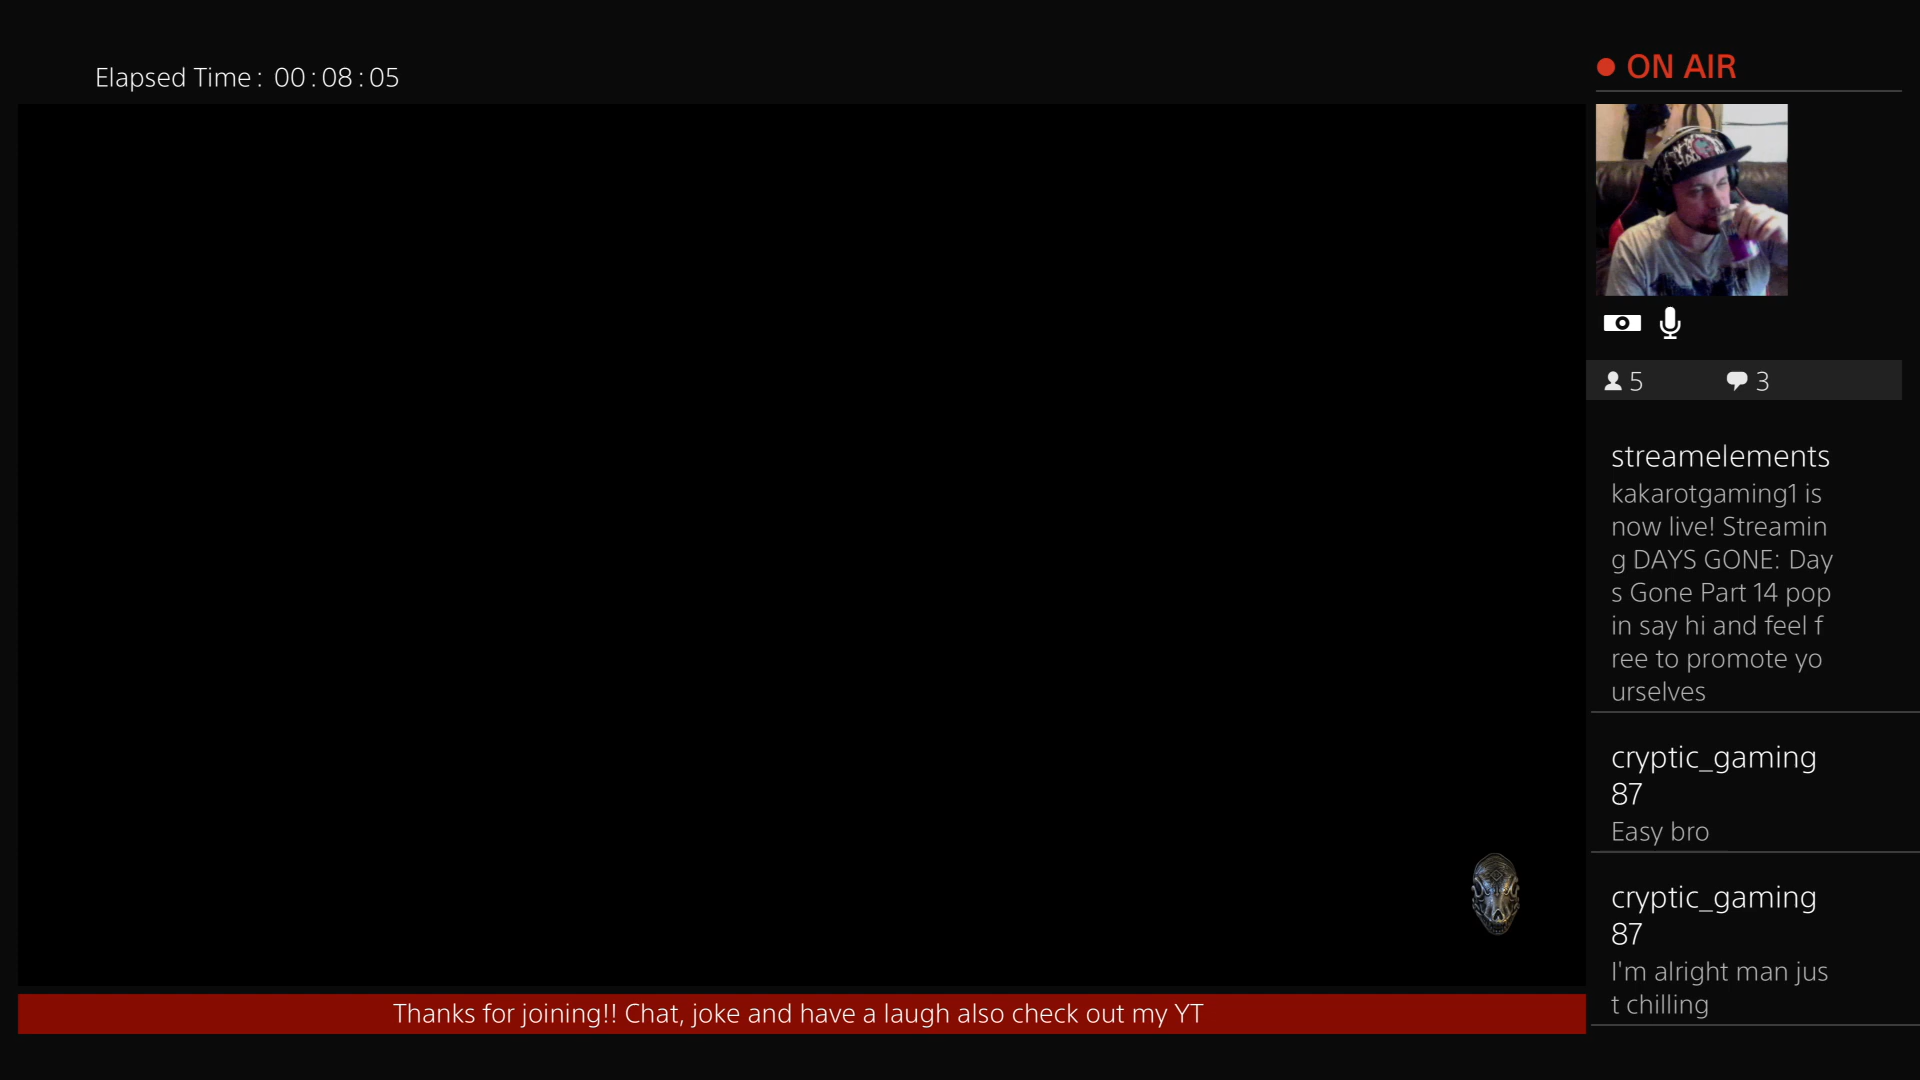 Elapsed Time: 00:08:05
ON AIR
5
3
streamelements
kakarotgaming1 is
now live! Streamin
g DAYS GONE: Day
s Gone Part 14 pop
in say hi and feel f
ree to promote yo
urselves
cryptic_gaming
87
Easy bro
cryptic_gaming
87
I'm alright man jus
t chilling
Thanks for joining!! Chat, joke and have a laugh also check out my YT